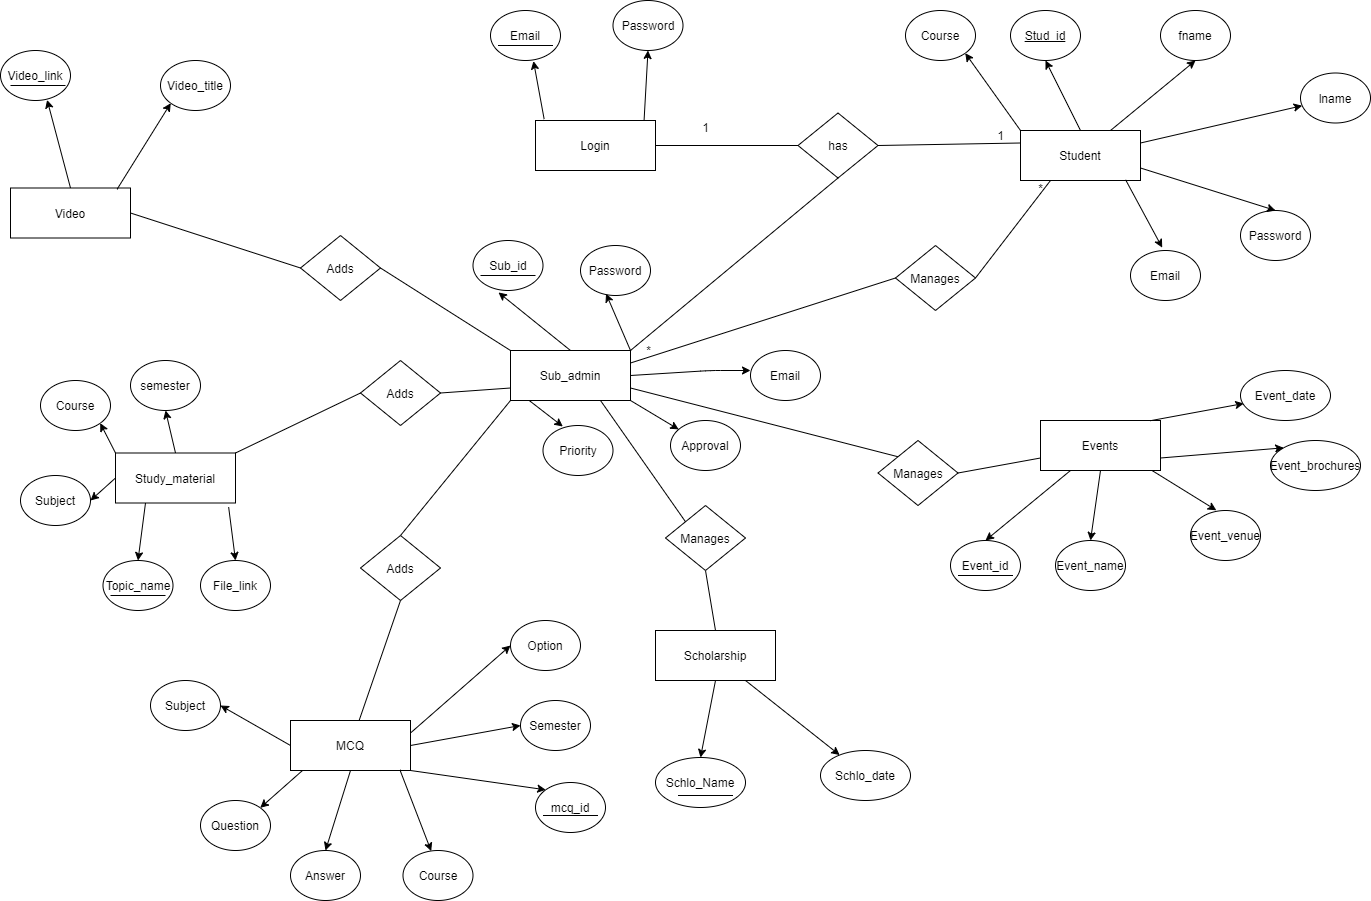 Email
Password
Course
Stud_id
fname
Video_link
Video_title
lname
1
1
Login
has
Student
*
Video
Password
Adds
Sub_id
Password
Manages
Email
*
Sub_admin
Email
Course
semester
Adds
Event_date
Priority
Approval
Events
Event_brochures
Study_material
Manages
Subject
Manages
Event_venue
Adds
Event_id
Event_name
Topic_name
File_link
Option
Scholarship
Subject
Semester
MCQ
Schlo_Name
Schlo_date
mcq_id
Question
Answer
Course